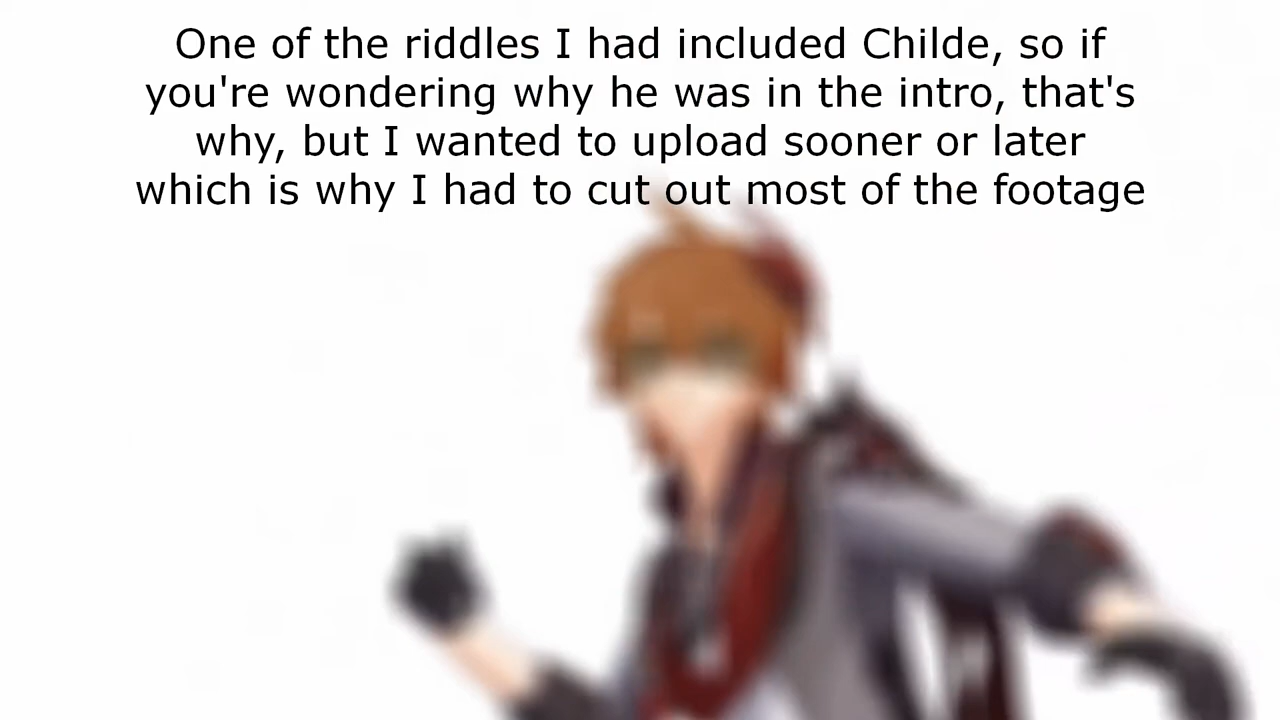 One of the riddles I had included Childe, so if
you're wondering why he was in the intro, that's
why, but I wanted to upload sooner or later
which is why I had to cut out most of the footage